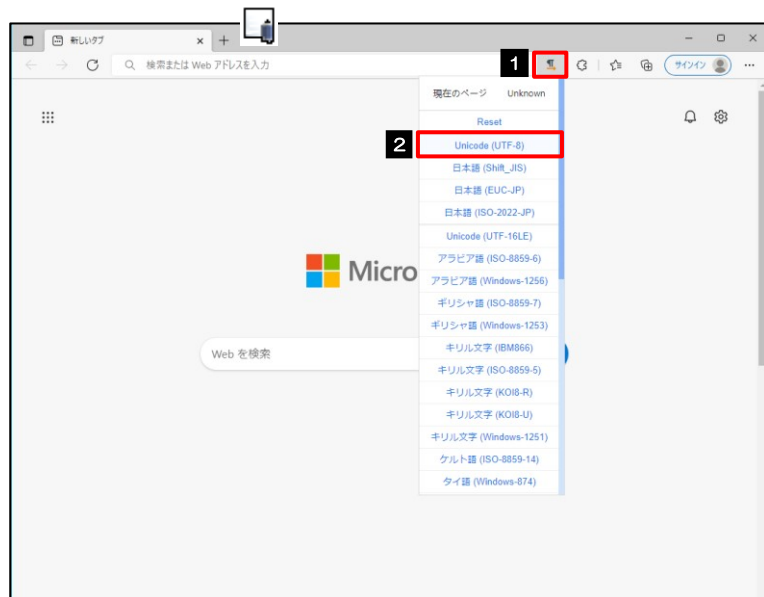 新しいタブ
検索または Web アドレスを入力
1
サインイン
現在のページ Unknown
Reset
2
Unicode (UTF-8)
日本語 (Shift_JIS)
日本語 (EUC-JP)
日本語 (ISO-2022-JP)
Unicode (UTF-16LE)
アラビア語 (ISO-8859-6)
Micro
アラビア語 (Windows-1256)
ギリシャ語 (ISO-8859-7)
ギリシャ語 (Windows-1253)
Web を検索
キリル文字 (IBM866)
キリル文字 (ISO-8859-5)
キリル文字 (KOI8-R)
キリル文字 (KOI8-U)
キリル文字 (Windows-1251)
ケルト語 (ISO-8859-14)
タイ語 (Windows-874)